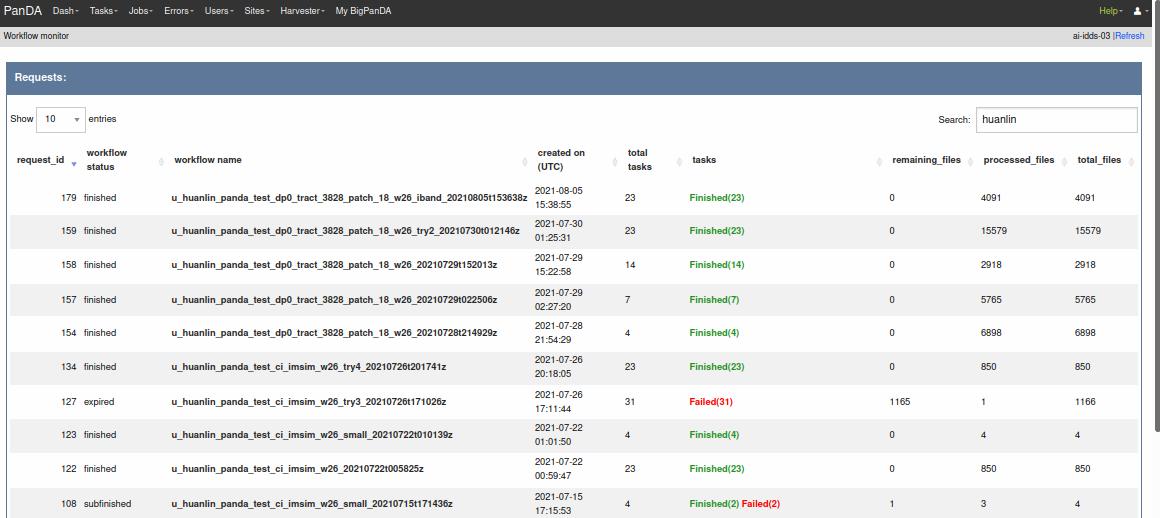 PanDA Dash Tasks Jobs Errors Users Sites Harvester My BigPanDA Help
Workflow monitor ai-idds-03 |Refresh
Requests:
Show 10 entries Search: huanlin
request_id workflow status workflow name created on (UTC) total tasks tasks remaining_files processed_files total_files
179 finished u_huanlin_panda_test_dp0_tract_3828_patch_18_w26_iband_20210805t153638z 2021-08-05 15:38:55 23 Finished(23) 0 4091 4091
159 finished u_huanlin_panda_test_dp0_tract_3828_patch_18_w26_try2_20210730t012146z 2021-07-30 01:25:31 23 Finished(23) 0 15579 15579
158 finished u_huanlin_panda_test_dp0_tract_3828_patch_18_w26_20210729t152013z 2021-07-29 15:22:58 14 Finished(14) 0 2918 2918
157 finished u_huanlin_panda_test_dp0_tract_3828_patch_18_w26_20210729t022506z 2021-07-29 02:27:20 7 Finished(7) 0 5765 5765
154 finished u_huanlin_panda_test_dp0_tract_3828_patch_18_w26_20210728t214929z 2021-07-28 21:54:29 4 Finished(4) 0 6898 6898
134 finished u_huanlin_panda_test_ci_imsim_w26_try4_20210726t201741z 2021-07-26 20:18:05 23 Finished(23) 0 850 850
127 expired u_huanlin_panda_test_ci_imsim_w26_try3_20210726t171026z 2021-07-26 17:11:44 31 Failed(31) 1165 1 1166
123 finished u_huanlin_panda_test_ci_imsim_w26_small_20210722t010139z 2021-07-22 01:01:50 4 Finished(4) 0 4 4
122 finished u_huanlin_panda_test_ci_imsim_w26_20210722t005825z 2021-07-22 00:59:47 23 Finished(23) 0 850 850
108 subfinished u_huanlin_panda_test_ci_imsim_w26_small_20210715t171436z 2021-07-15 17:15:53 4 Finished(2) Failed(2) 1 3 4